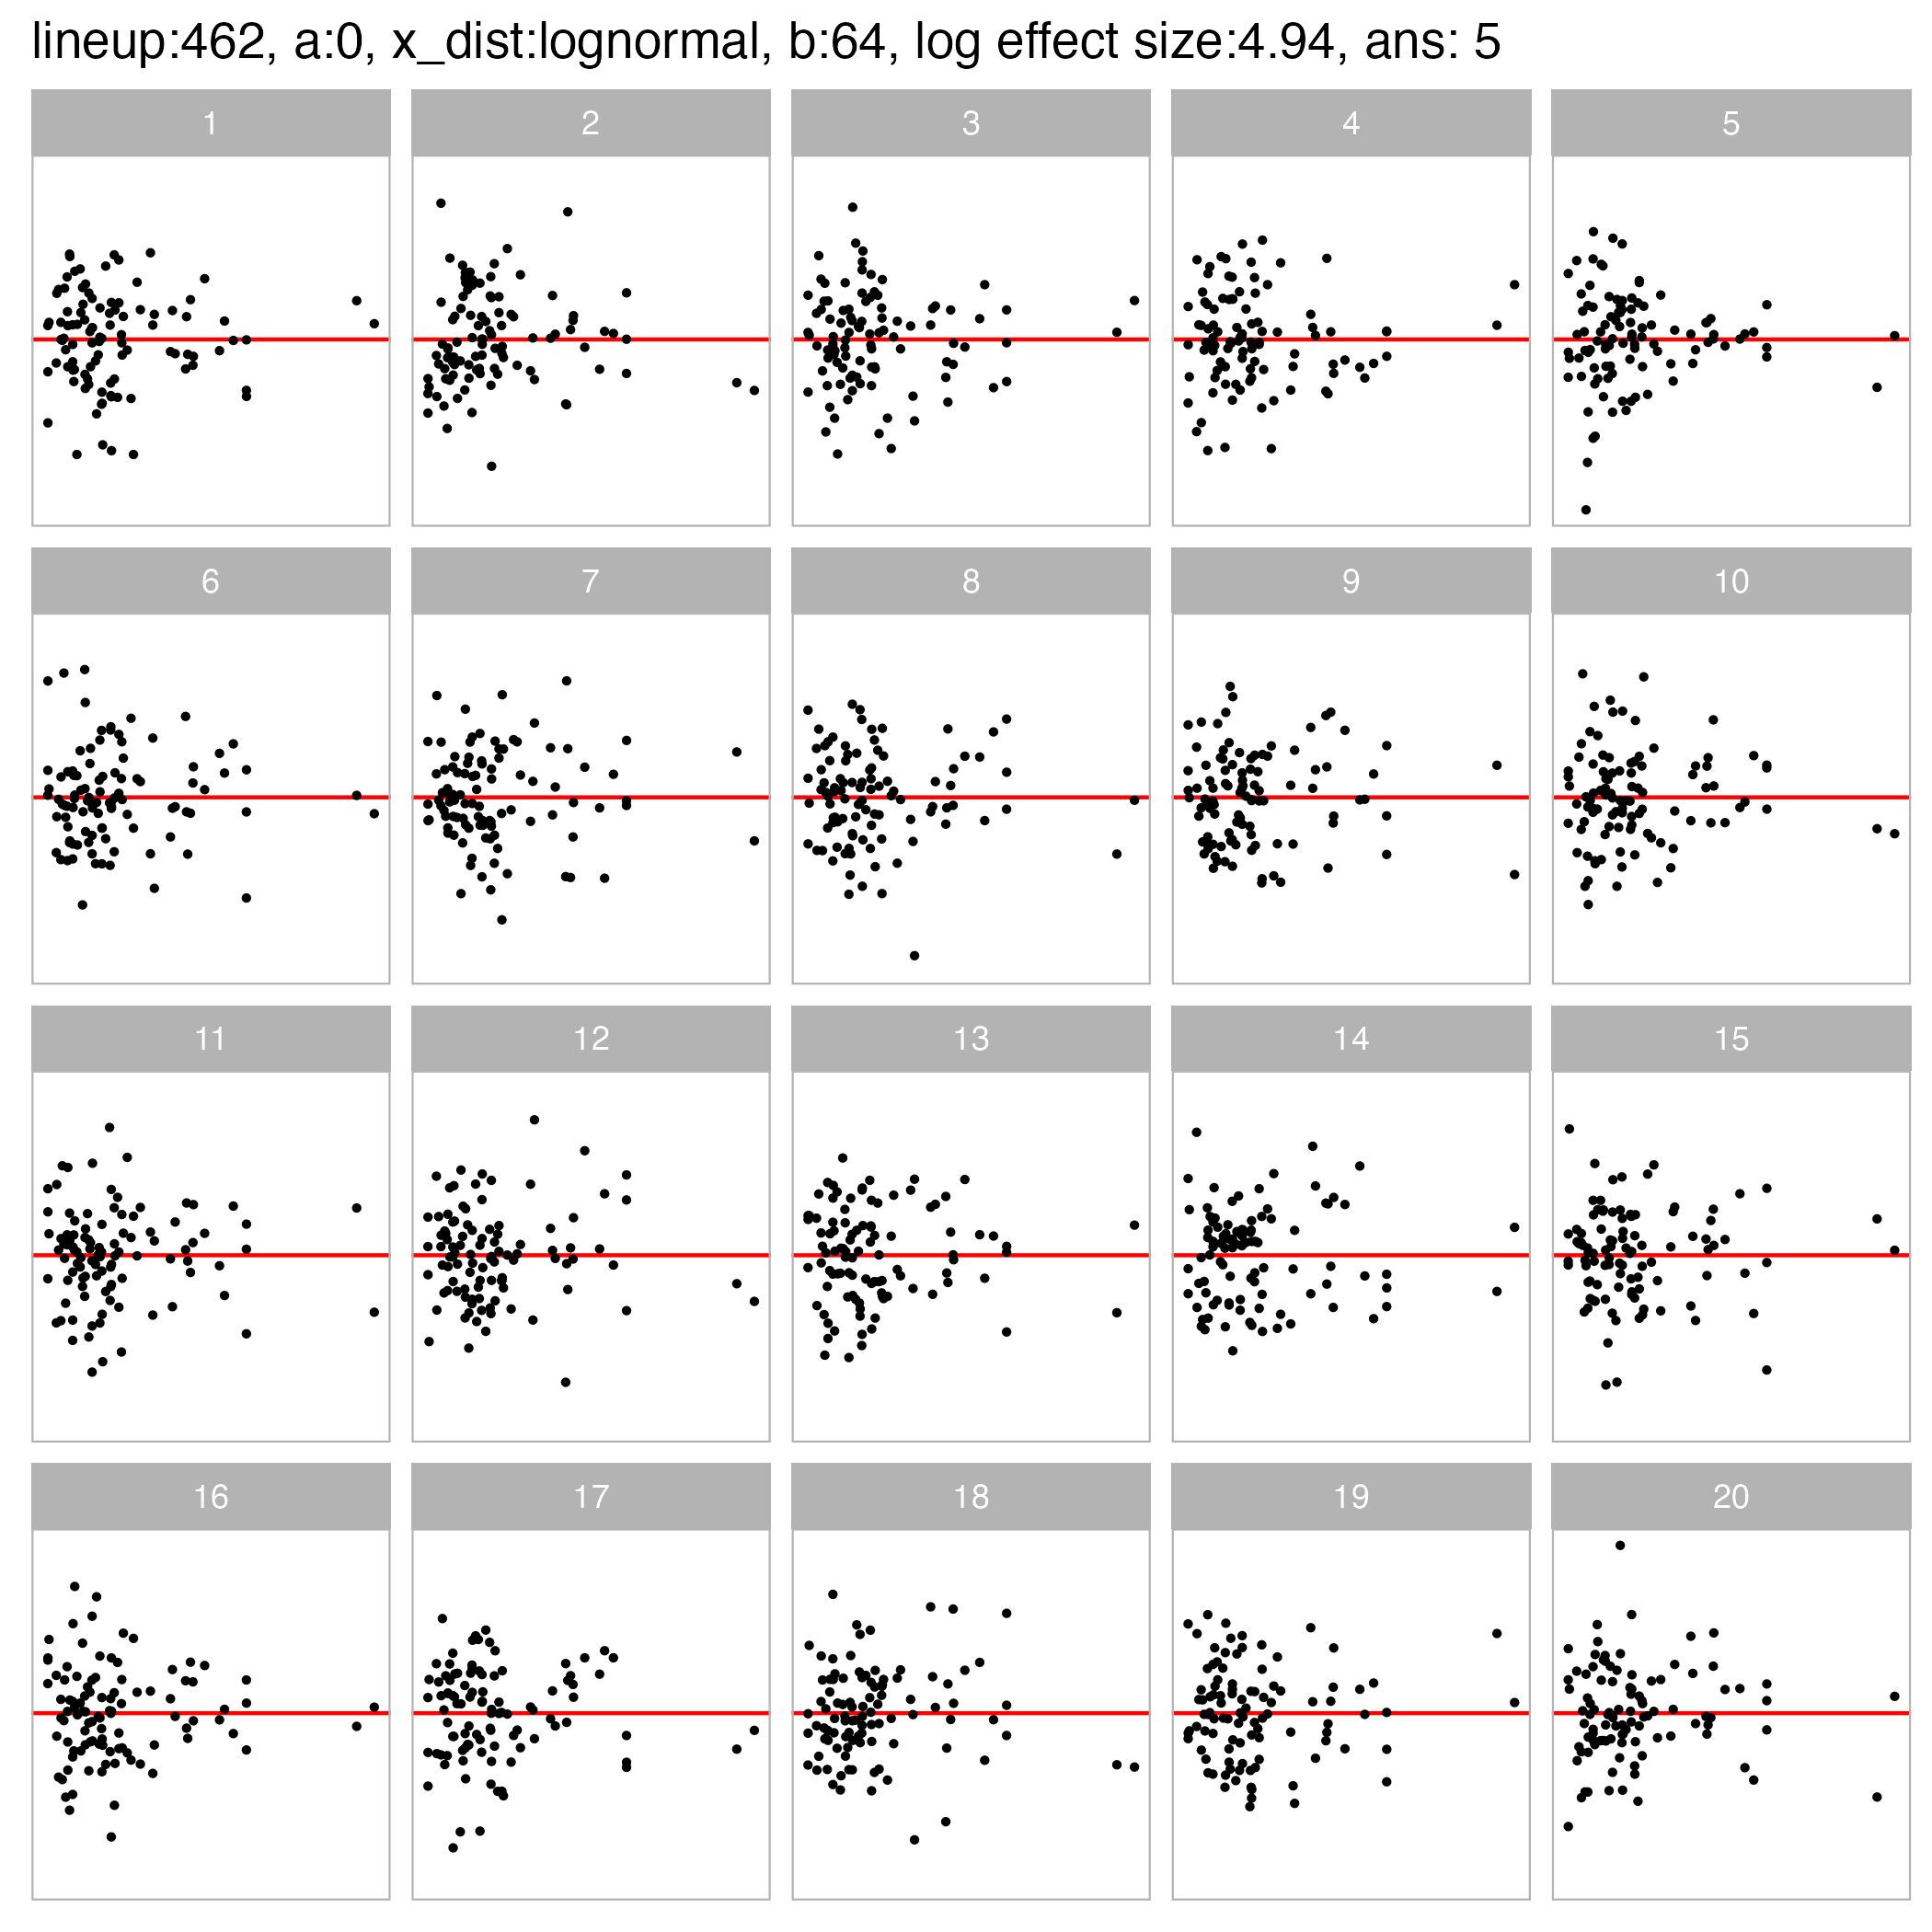 lineup:462, a:0, x_dist:lognormal, b:64, log effect size:4.94, ans: 5
1 2 3 4 5
6 7 8 9 10
11 12 13 14 15
16 17 18 19 20